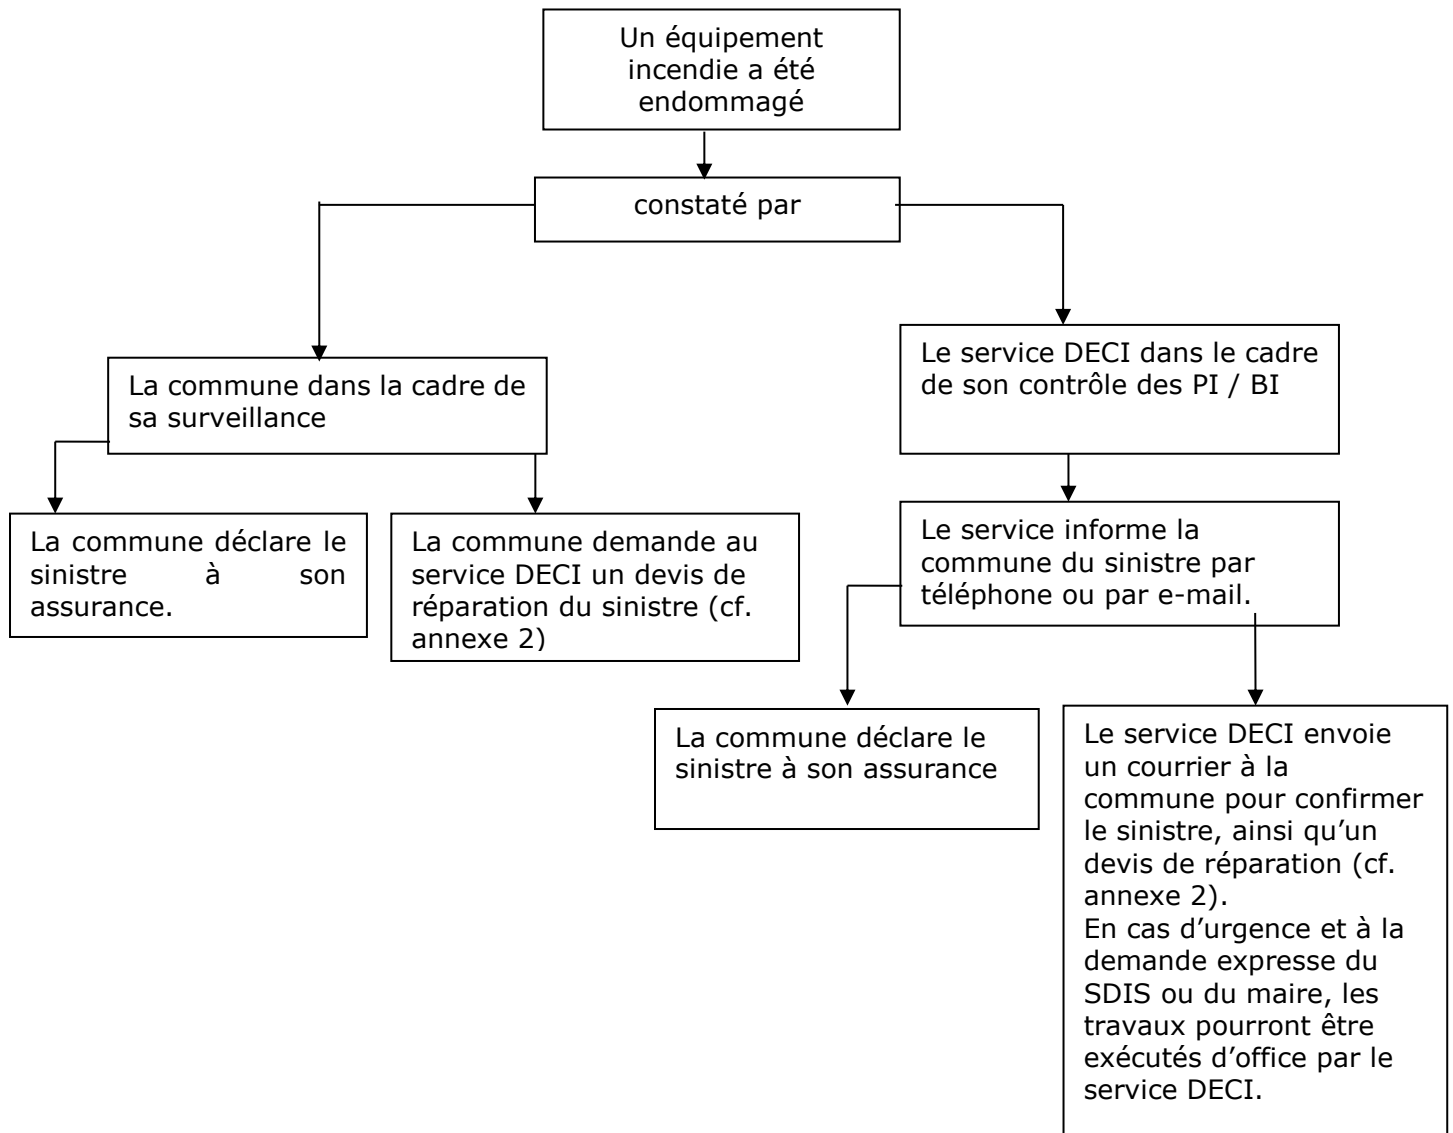 Un équipement
incendie a été
endommagé
constaté par
La commune dans la cadre de
sa surveillance
Le service DECI dans le cadre
de son contrôle des PI / BI
La commune déclare le
sinistre à son
assurance.
La commune demande au
service DECI un devis de
réparation du sinistre (cf.
annexe 2)
Le service informe la
commune du sinistre par
téléphone ou par e-mail.
La commune déclare le
sinistre à son assurance
Le service DECI envoie
un courrier à la
commune pour confirmer
le sinistre, ainsi qu’un
devis de réparation (cf.
annexe 2).
En cas d’urgence et à la
demande expresse du
SDIS ou du maire, les
travaux pourront être
exécutés d’office par le
service DECI.